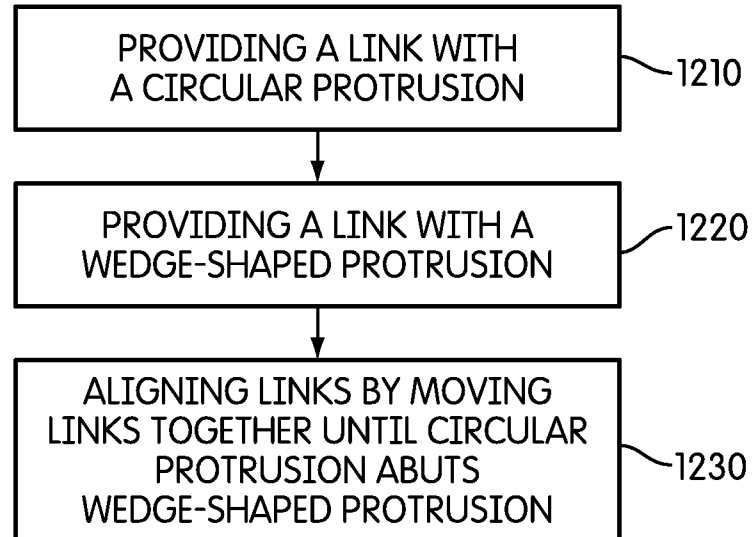 PROVIDING A LINK WITH
A CIRCULAR PROTRUSION
1210
PROVIDING A LINK WITH A
WEDGE-SHAPED PROTRUSION
1220
ALIGNING LINKS BY MOVING
LINKS TOGETHER UNTIL CIRCULAR
PROTRUSION ABUTS
WEDGE-SHAPED PROTRUSION
1230